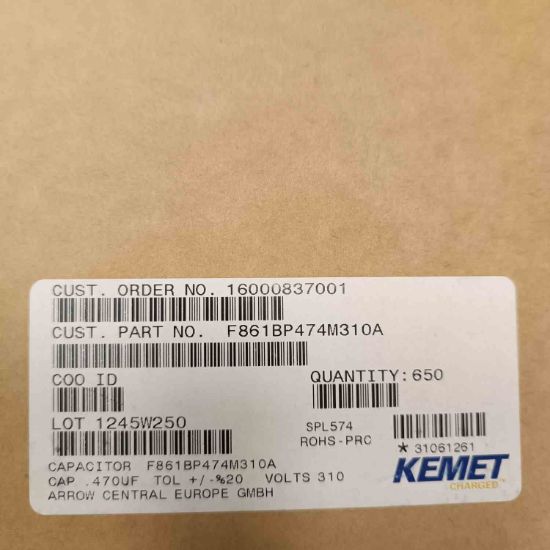 CUST. ORDER NO. 16000837001
CUST. PART NO. F861BP474M310A
COO ID QUANTITY: 650
LOT 1245W250 SPL574
ROHS-PRC *31061261
CAPACITOR F861BP474M310A
CAP .470UF TOL +/-%20 VOLTS 310
ARROW CENTRAL EUROPE GMBH
KEMET
CHARGED™